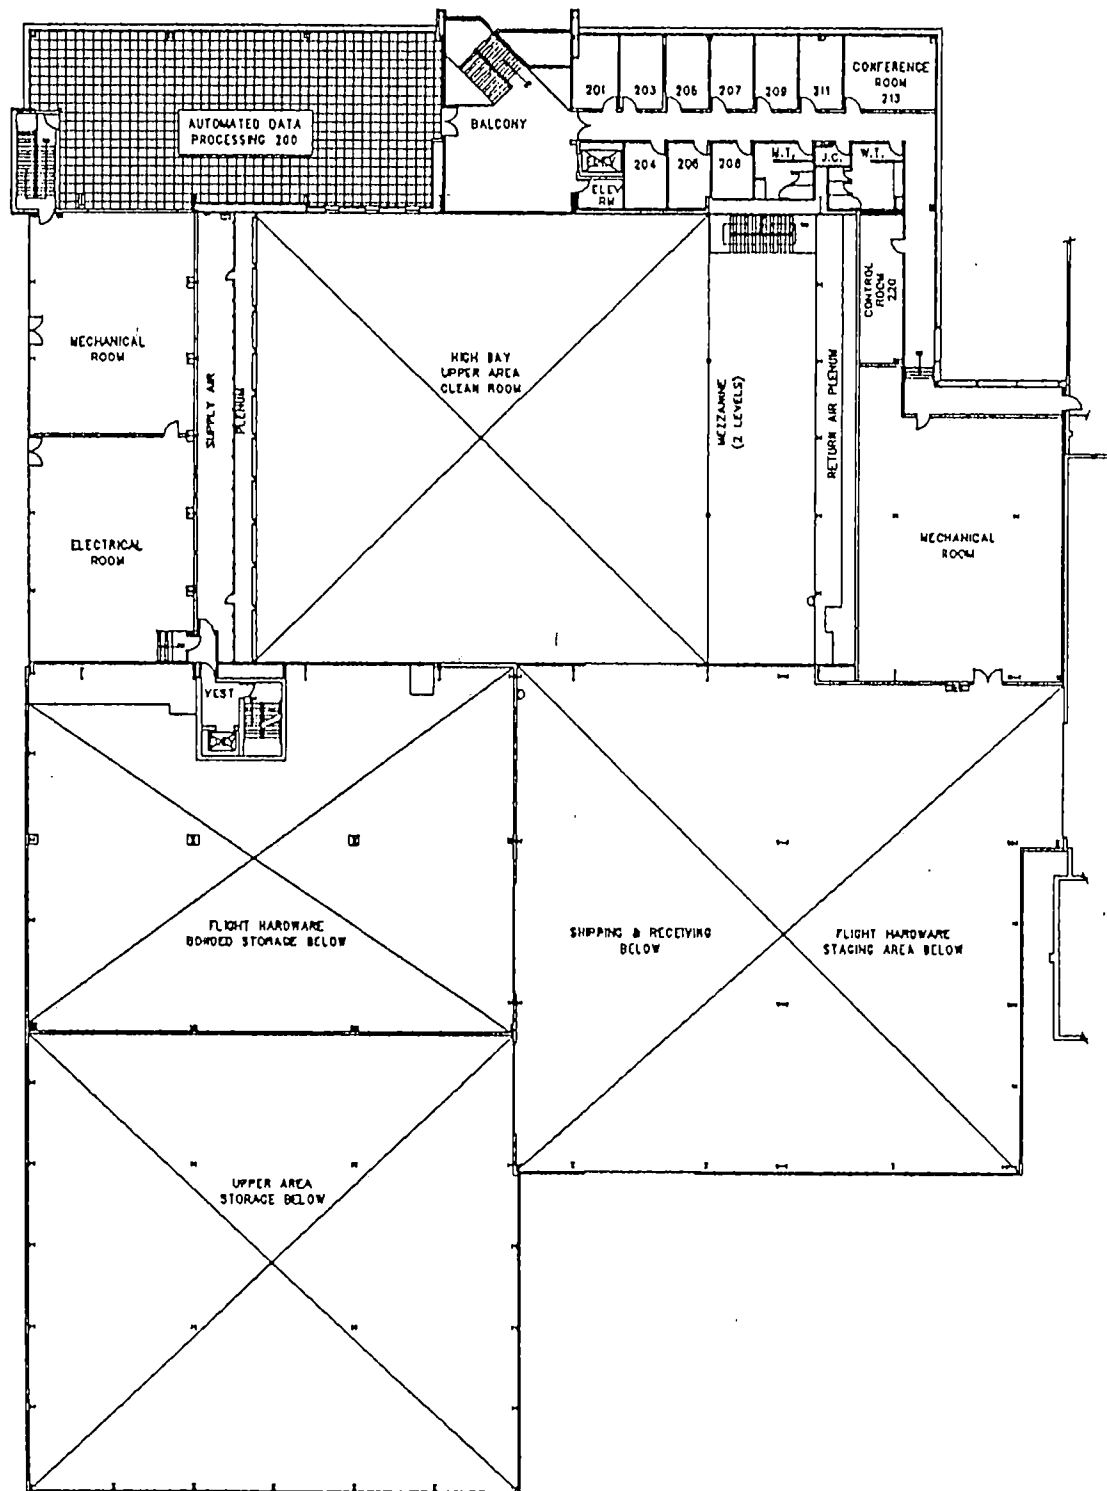 201
203
205
207
209
211
CONFERENCE
ROOM
213
AUTOMATED DATA
PROCESSING 200
BALCONY
ELEV
204
206
208
W.T.
J.C.
W.T.
ELEV
RM
CONTROL
ROOM
220
MECHANICAL
ROOM
SUPPLY AIR
PLENUM
HIGH BAY
UPPER AREA
CLEAN ROOM
MEZZANINE
(2 LEVELS)
RETURN AIR PLENUM
ELECTRICAL
ROOM
MECHANICAL
ROOM
VEST
FLIGHT HARDWARE
BONDED STORAGE BELOW
SHIPPING & RECEIVING
BELOW
FLIGHT HARDWARE
STAGING AREA BELOW
UPPER AREA
STORAGE BELOW